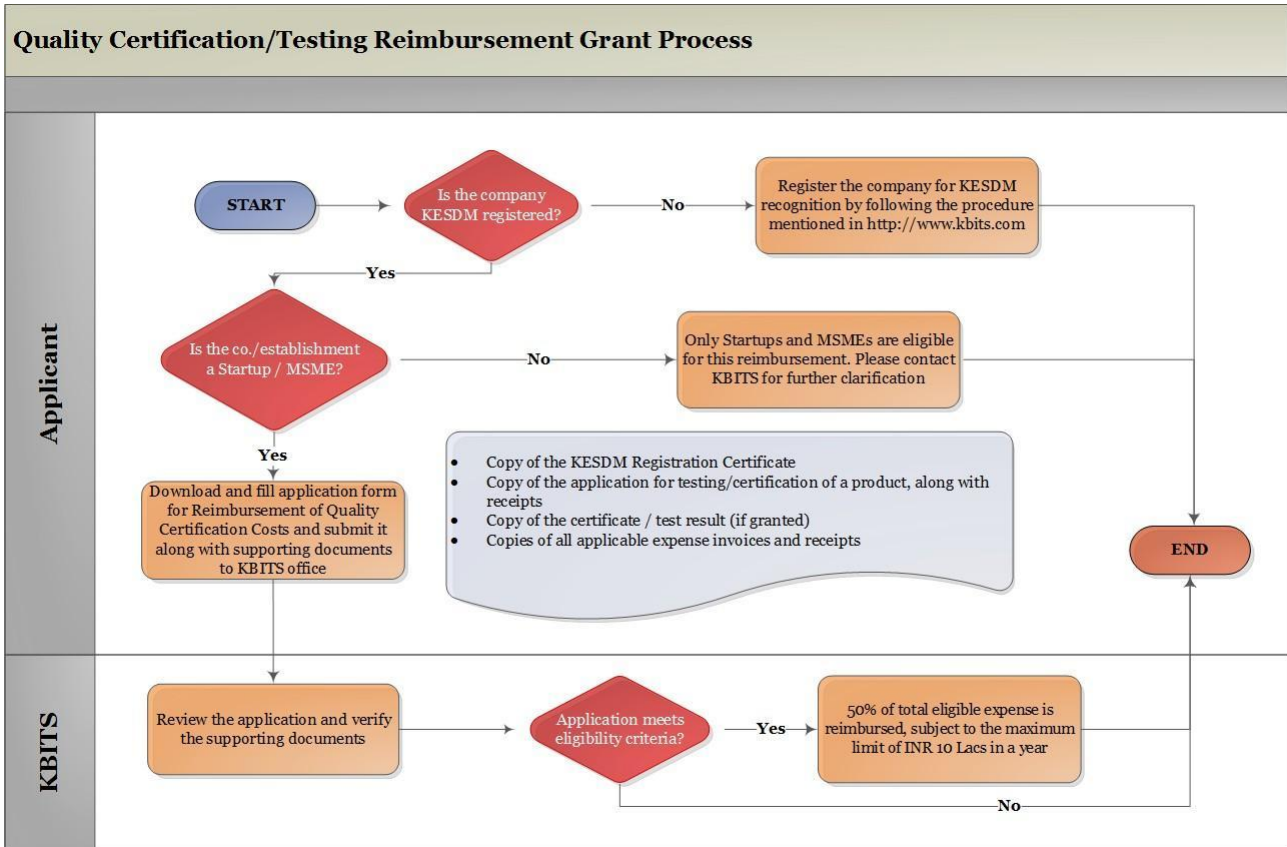 Quality Certification/Testing Reimbursement Grant Process
Applicant
START
Is the company
KESDM registered?
No
Register the company for KESDM
recognition by following the procedure
mentioned in http://www.kbits.com
Yes
Is the co./establishment
a Startup / MSME?
No
Only Startups and MSMEs are eligible
for this reimbursement. Please contact
KBITS for further clarification
Yes
Download and fill application form
for Reimbursement of Quality
Certification Costs and submit it
along with supporting documents
to KBITS office
• Copy of the KESDM Registration Certificate
• Copy of the application for testing/certification of a product, along with
receipts
• Copy of the certificate / test result (if granted)
• Copies of all applicable expense invoices and receipts
END
KBITS
Review the application and verify
the supporting documents
Application meets
eligibility criteria?
Yes
50% of total eligible expense is
reimbursed, subject to the maximum
limit of INR 10 Lacs in a year
No